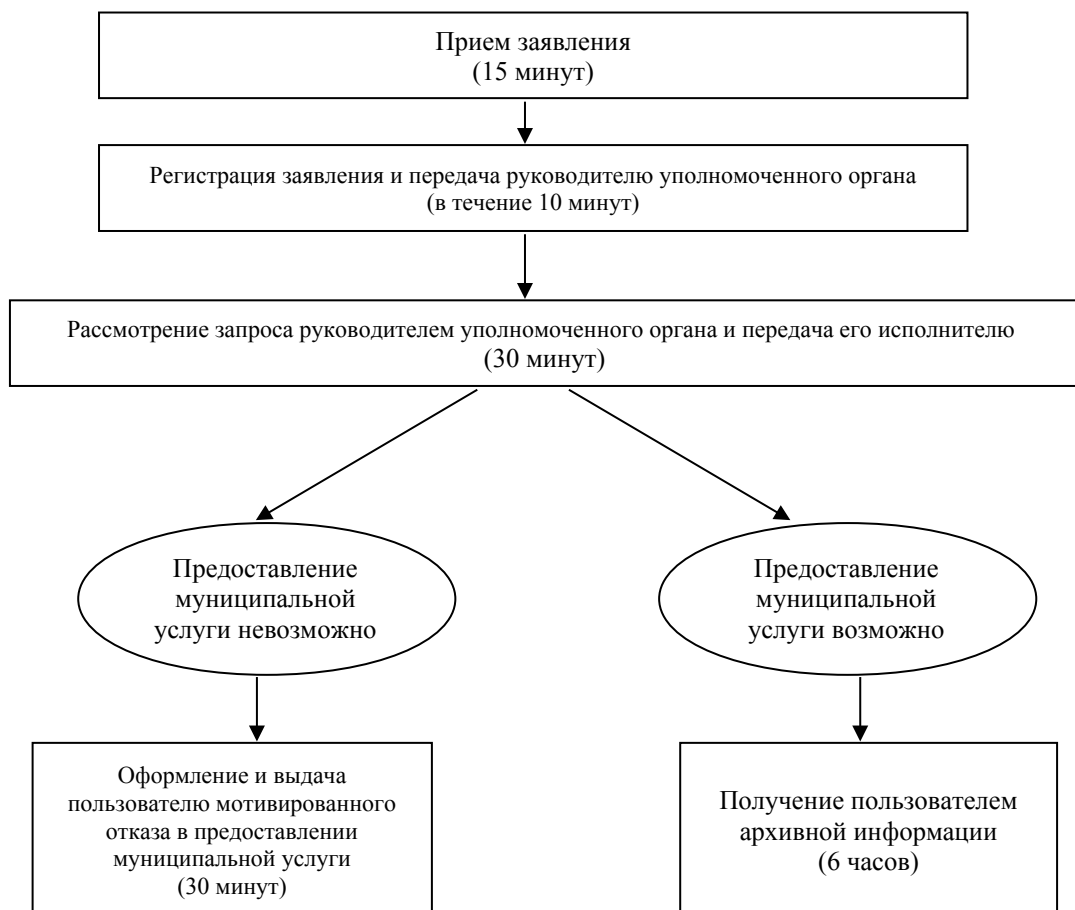 Прием заявления
(15 минут)
Регистрация заявления и передача руководителю уполномоченного органа
(в течение 10 минут)
Рассмотрение запроса руководителем уполномоченного органа и передача его исполнителю
(30 минут)
Предоставление
муниципальной
услуги невозможно
Предоставление
муниципальной
услуги возможно
Оформление и выдача
пользователю мотивированного
отказа в предоставлении
муниципальной услуги
(30 минут)
Получение пользователем
архивной информации
(6 часов)